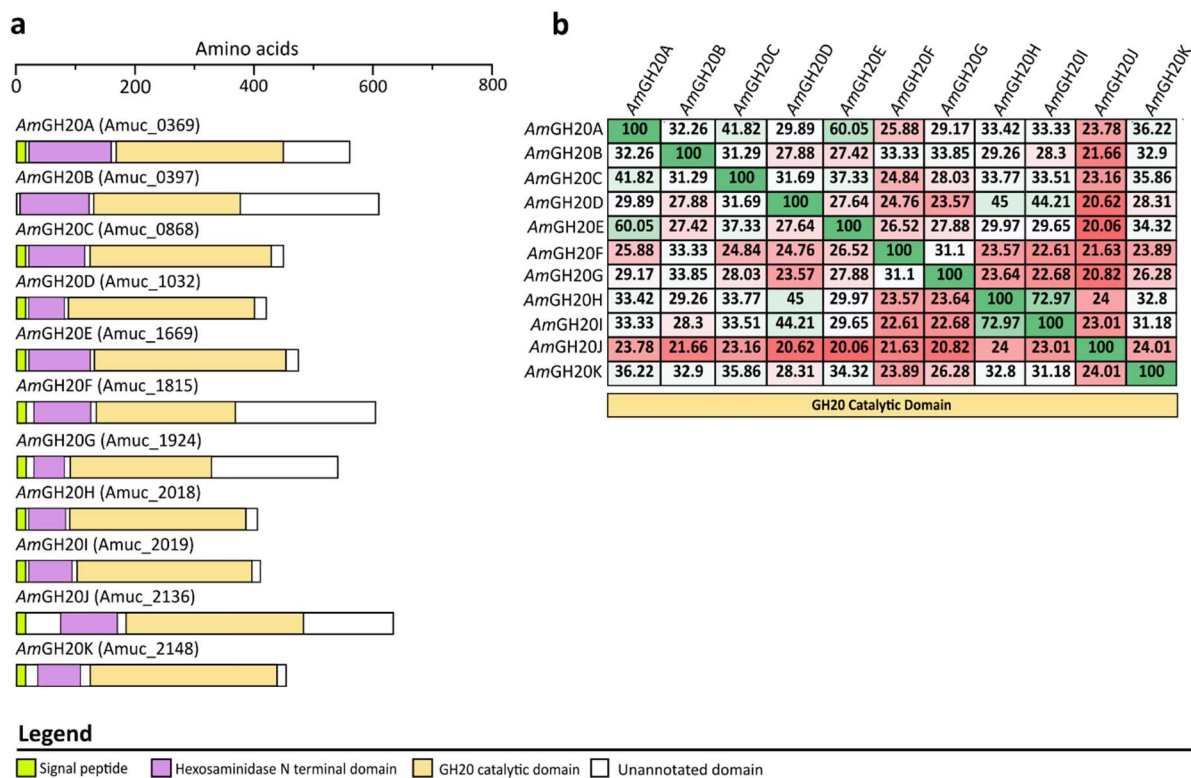 a
Amino acids
0 200 400 600 800
AmGH20A (Amuc_0369)
AmGH20B (Amuc_0397)
AmGH20C (Amuc_0868)
AmGH20D (Amuc_1032)
AmGH20E (Amuc_1669)
AmGH20F (Amuc_1815)
AmGH20G (Amuc_1924)
AmGH20H (Amuc_2018)
AmGH20I (Amuc_2019)
AmGH20J (Amuc_2136)
AmGH20K (Amuc_2148)
b
AmGH20A AmGH20B AmGH20C AmGH20D AmGH20E AmGH20F AmGH20G AmGH20H AmGH20I AmGH20J AmGH20K
AmGH20A 100 32.26 41.82 29.89 60.05 25.88 29.17 33.42 33.33 23.78 36.22
AmGH20B 32.26 100 31.29 27.88 27.42 33.33 33.85 29.26 28.3 21.66 32.9
AmGH20C 41.82 31.29 100 31.69 37.33 24.84 28.03 33.77 33.51 23.16 35.86
AmGH20D 29.89 27.88 31.69 100 27.64 24.76 23.57 45 44.21 20.62 28.31
AmGH20E 60.05 27.42 37.33 27.64 100 26.52 27.88 29.97 29.65 20.06 34.32
AmGH20F 25.88 33.33 24.84 24.76 26.52 100 31.1 23.57 22.61 21.63 23.89
AmGH20G 29.17 33.85 28.03 23.57 27.88 31.1 100 23.64 22.68 20.82 26.28
AmGH20H 33.42 29.26 33.77 45 29.97 23.57 23.64 100 72.97 24 32.8
AmGH20I 33.33 28.3 33.51 44.21 29.65 22.61 22.68 72.97 100 23.01 31.18
AmGH20J 23.78 21.66 23.16 20.62 20.06 21.63 20.82 24 23.01 100 24.01
AmGH20K 36.22 32.9 35.86 28.31 34.32 23.89 26.28 32.8 31.18 24.01 100
GH20 Catalytic Domain
Legend
Signal peptide Hexosaminidase N terminal domain GH20 catalytic domain Unannotated domain